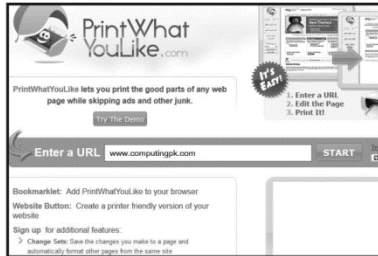 PrintWhat
YouLike.com
PrintWhatYouLike lets you print the good parts of any web
page while skipping ads and other junk.
Try The Demo
IT'S
EASY!
1. Enter a URL
2. Edit the Page
3. Print It!
Enter a URL www.computingpk.com START
Bookmarklet: Add PrintWhatYouLike to your browser
Website Button: Create a printer friendly version of your
website
Sign up for additional features:
> Change Sets: Save the changes you make to a page and
automatically format other pages from the same site